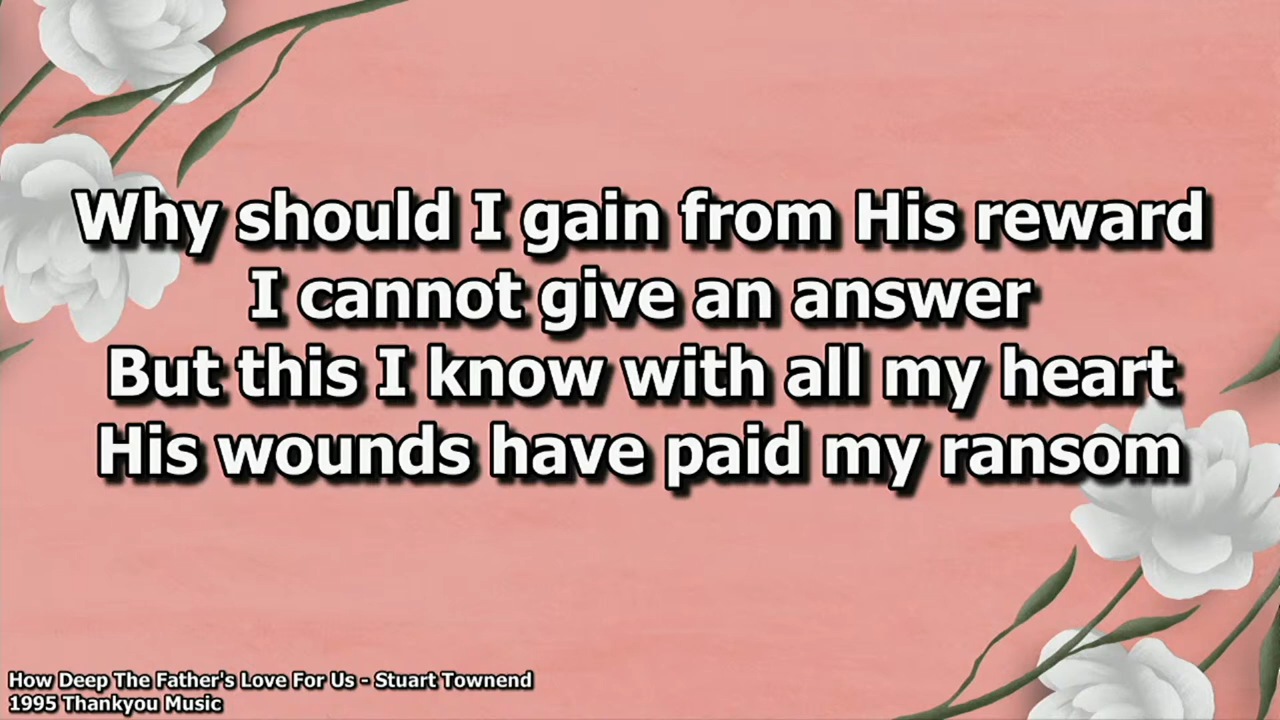 Why should I gain from His reward
I cannot give an answer
But this I know with all my heart
His wounds have paid my ransom
How Deep The Father's Love For Us - Stuart Townend
1995 Thankyou Music